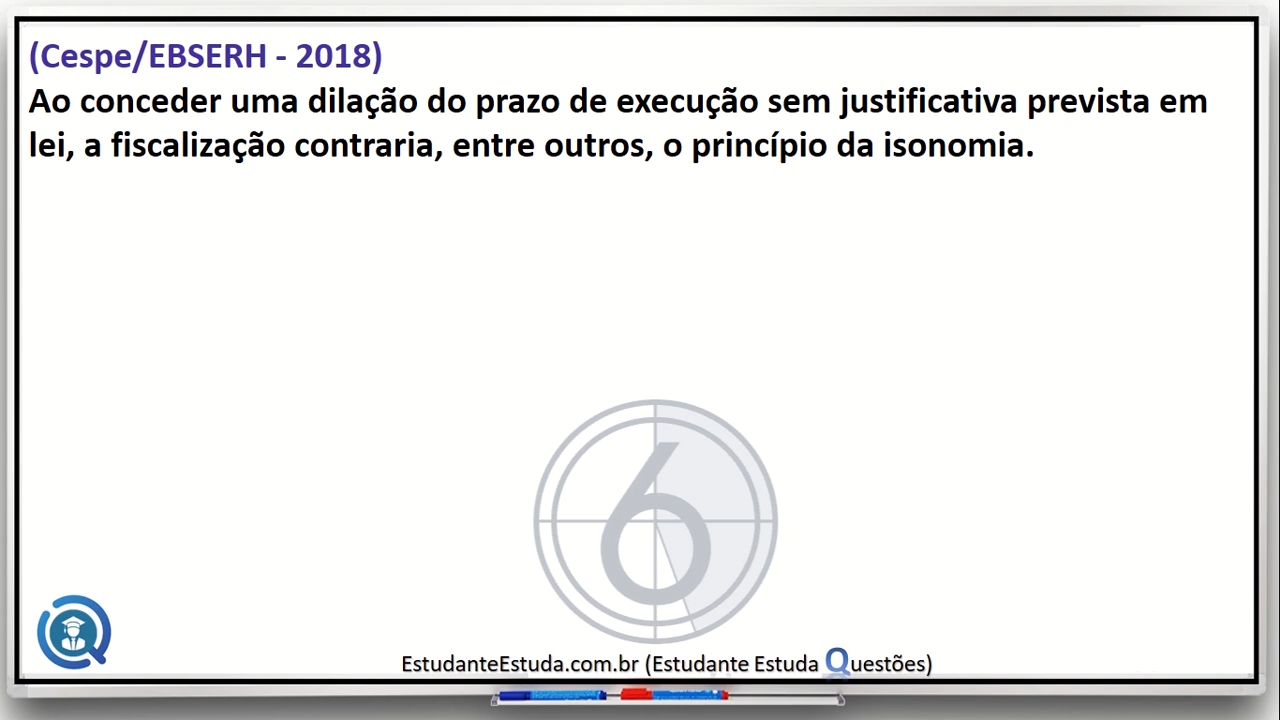 (Cespe/EBSERH - 2018)
Ao conceder uma dilação do prazo de execução sem justificativa prevista em
lei, a fiscalização contraria, entre outros, o princípio da isonomia.
6
EstudanteEstuda.com.br (Estudante Estuda Questões)